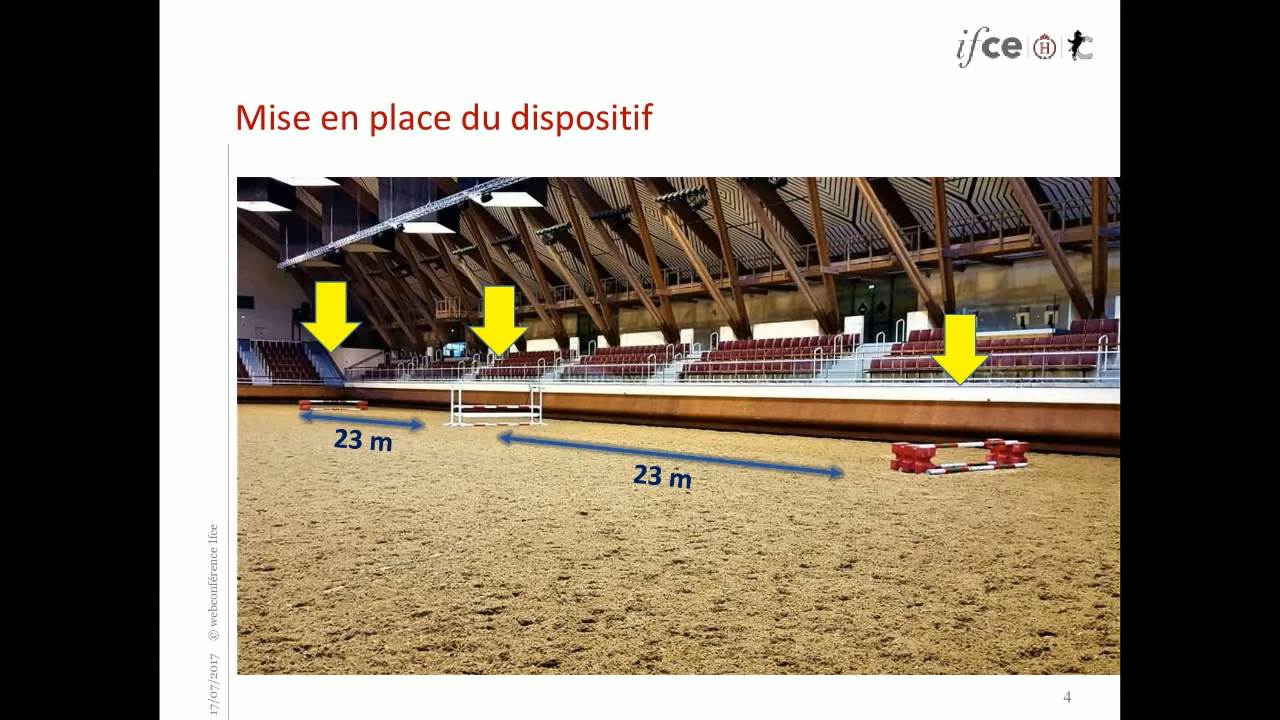 ifce H C
Mise en place du dispositif
23 m
23 m
17/07/2017 © webconférence Ifce
4